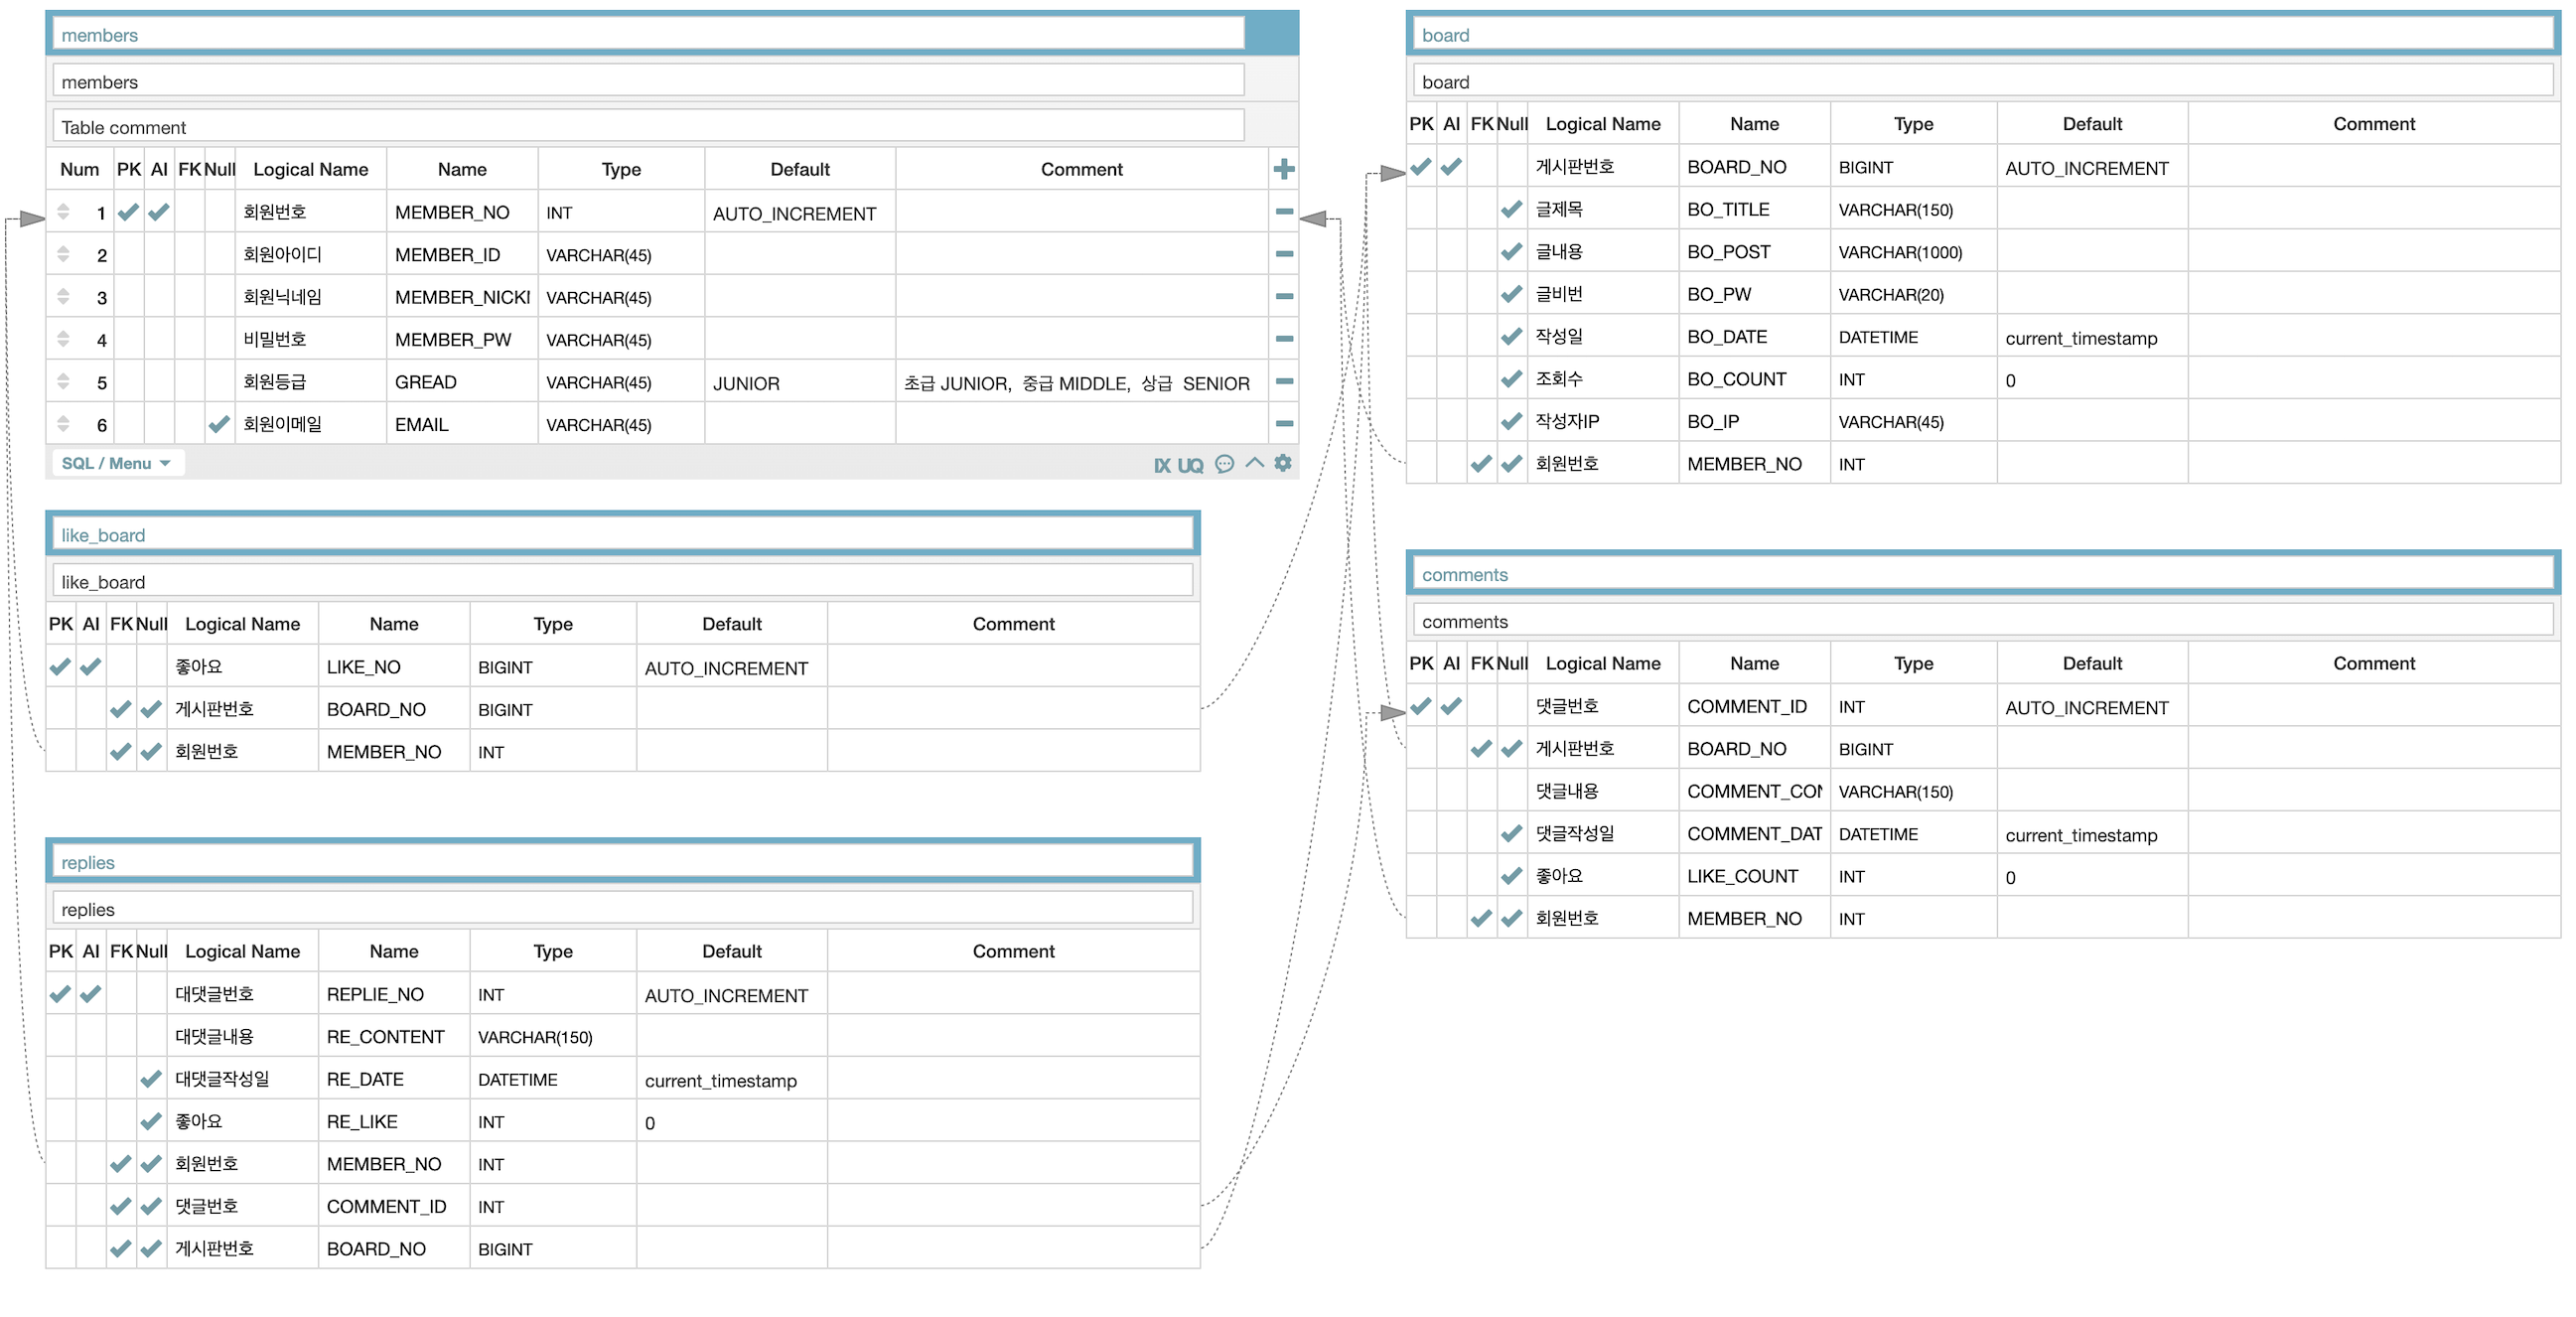 members
members
Table comment
Num PK AI FK Null Logical Name Name Type Default Comment
1 회원번호 MEMBER_NO INT AUTO_INCREMENT
2 회원아이디 MEMBER_ID VARCHAR(45)
3 회원닉네임 MEMBER_NICKI VARCHAR(45)
4 비밀번호 MEMBER_PW VARCHAR(45)
5 회원등급 GREAD VARCHAR(45) JUNIOR 초급 JUNIOR, 중급 MIDDLE, 상급 SENIOR
6 회원이메일 EMAIL VARCHAR(45)
SQL / Menu IX UQ
board
board
PK AI FK Null Logical Name Name Type Default Comment
게시판번호 BOARD_NO BIGINT AUTO_INCREMENT
글제목 BO_TITLE VARCHAR(150)
글내용 BO_POST VARCHAR(1000)
글비번 BO_PW VARCHAR(20)
작성일 BO_DATE DATETIME current_timestamp
조회수 BO_COUNT INT 0
작성자IP BO_IP VARCHAR(45)
회원번호 MEMBER_NO INT
like_board
like_board
PK AI FK Null Logical Name Name Type Default Comment
좋아요 LIKE_NO BIGINT AUTO_INCREMENT
게시판번호 BOARD_NO BIGINT
회원번호 MEMBER_NO INT
comments
comments
PK AI FK Null Logical Name Name Type Default Comment
댓글번호 COMMENT_ID INT AUTO_INCREMENT
게시판번호 BOARD_NO BIGINT
댓글내용 COMMENT_CON VARCHAR(150)
댓글작성일 COMMENT_DAT DATETIME current_timestamp
좋아요 LIKE_COUNT INT 0
회원번호 MEMBER_NO INT
replies
replies
PK AI FK Null Logical Name Name Type Default Comment
대댓글번호 REPLIE_NO INT AUTO_INCREMENT
대댓글내용 RE_CONTENT VARCHAR(150)
대댓글작성일 RE_DATE DATETIME current_timestamp
좋아요 RE_LIKE INT 0
회원번호 MEMBER_NO INT
댓글번호 COMMENT_ID INT
게시판번호 BOARD_NO BIGINT